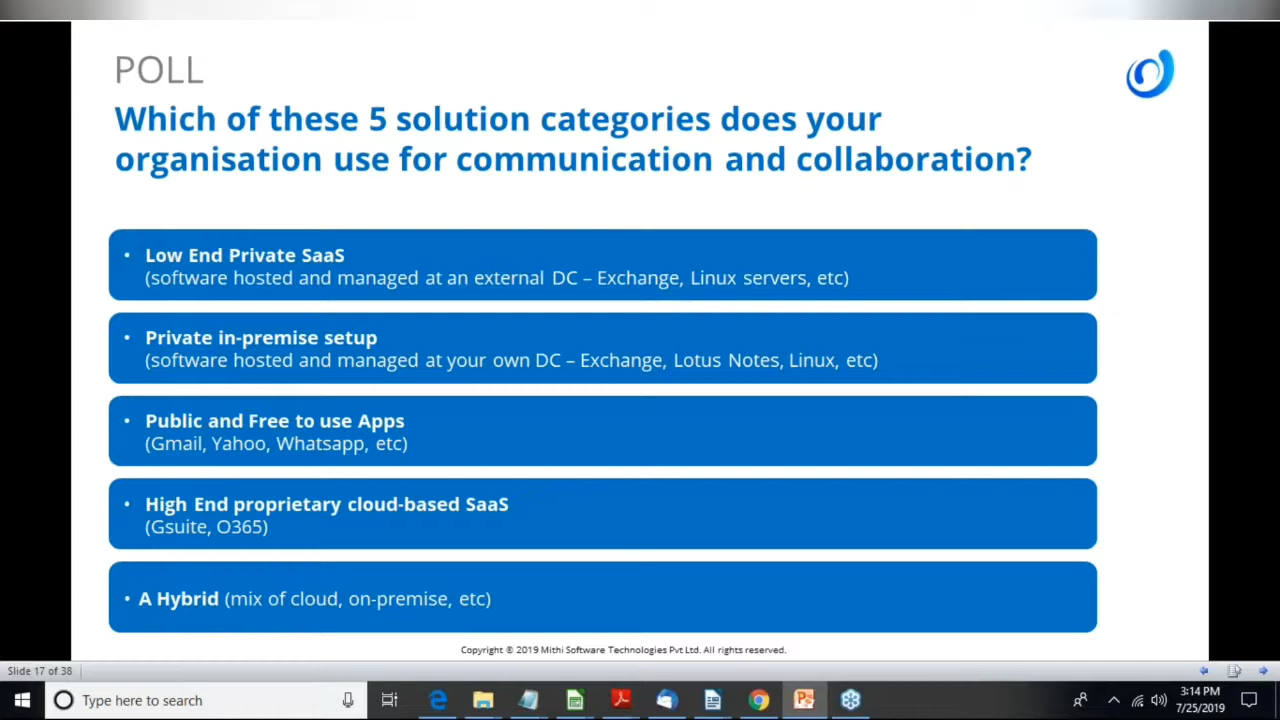 POLL
Which of these 5 solution categories does your
organisation use for communication and collaboration?
• Low End Private SaaS
(software hosted and managed at an external DC – Exchange, Linux servers, etc)
• Private in-premise setup
(software hosted and managed at your own DC – Exchange, Lotus Notes, Linux, etc)
• Public and Free to use Apps
(Gmail, Yahoo, Whatsapp, etc)
• High End proprietary cloud-based SaaS
(Gsuite, O365)
• A Hybrid (mix of cloud, on-premise, etc)
Copyright © 2019 Mithi Software Technologies Pvt Ltd. All rights reserved.
Slide 17 of 38
Type here to search
3:14 PM
7/25/2019